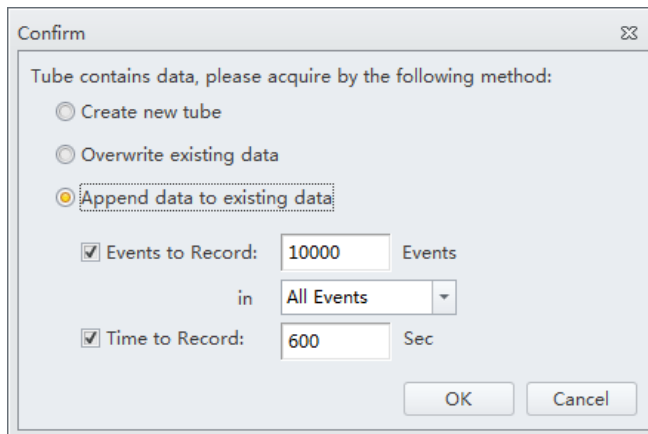 Confirm
Tube contains data, please acquire by the following method:
Create new tube
Overwrite existing data
Append data to existing data
Events to Record: 10000 Events
in All Events
Time to Record: 600 Sec
OK Cancel